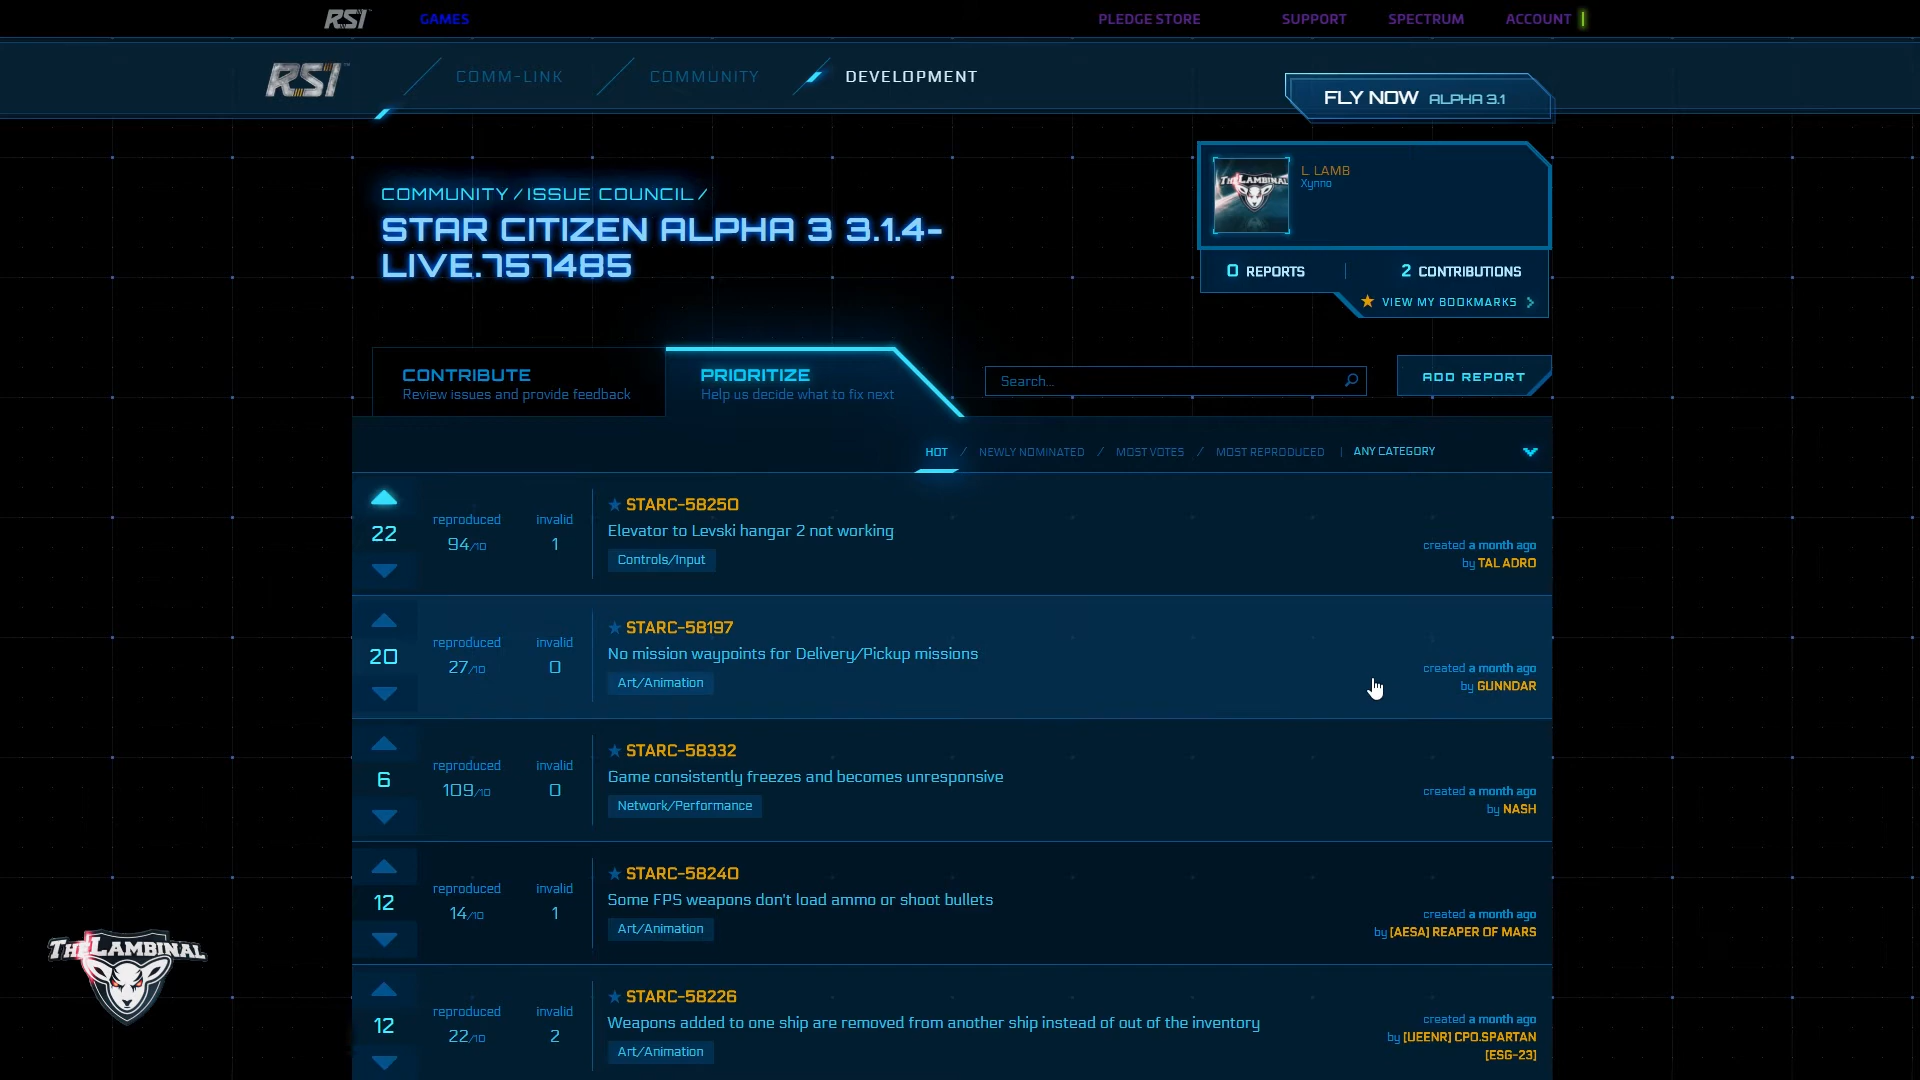 RSI
GAMES
PLEDGE STORE
SUPPORT
SPECTRUM
ACCOUNT
RSI
COMM-LINK
COMMUNITY
DEVELOPMENT
FLY NOW ALPHA 3.1
L. LAMB
Xynno
THELAMBINAL
COMMUNITY / ISSUE COUNCIL /
STAR CITIZEN ALPHA 3 3.1.4-
LIVE.757485
0 REPORTS
2 CONTRIBUTIONS
VIEW MY BOOKMARKS
CONTRIBUTE
Review issues and provide feedback
PRIORITIZE
Help us decide what to fix next
Search...
ADD REPORT
HOT / NEWLY NOMINATED / MOST VOTES / MOST REPRODUCED | ANY CATEGORY
22
reproduced
94/10
invalid
1
STARC-58250
Elevator to Levski hangar 2 not working
Controls/Input
created a month ago
by TAL ADRO
20
reproduced
27/10
invalid
0
STARC-58197
No mission waypoints for Delivery/Pickup missions
Art/Animation
created a month ago
by GUNNDAR
6
reproduced
109/10
invalid
0
STARC-58332
Game consistently freezes and becomes unresponsive
Network/Performance
created a month ago
by NASH
12
reproduced
14/10
invalid
1
STARC-58240
Some FPS weapons don't load ammo or shoot bullets
Art/Animation
created a month ago
by [AESA] REAPER OF MARS
12
reproduced
22/10
invalid
2
STARC-58226
Weapons added to one ship are removed from another ship instead of out of the inventory
Art/Animation
created a month ago
by [UEENR] CPO.SPARTAN
[ESG-23]
THELAMBINAL